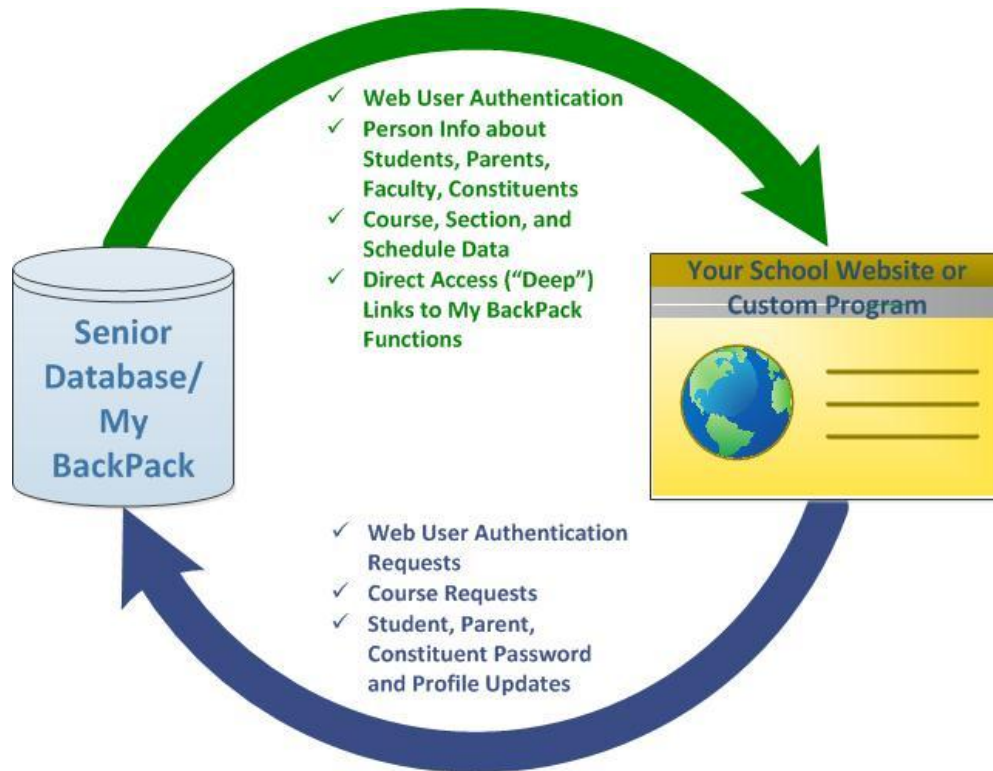 ✓ Web User Authentication
✓ Person Info about
Students, Parents,
Faculty, Constituents
✓ Course, Section, and
Schedule Data
✓ Direct Access (“Deep”)
Links to My BackPack
Functions
Senior
Database/
My
BackPack
Your School Website or
Custom Program
✓ Web User Authentication
Requests
✓ Course Requests
✓ Student, Parent,
Constituent Password
and Profile Updates